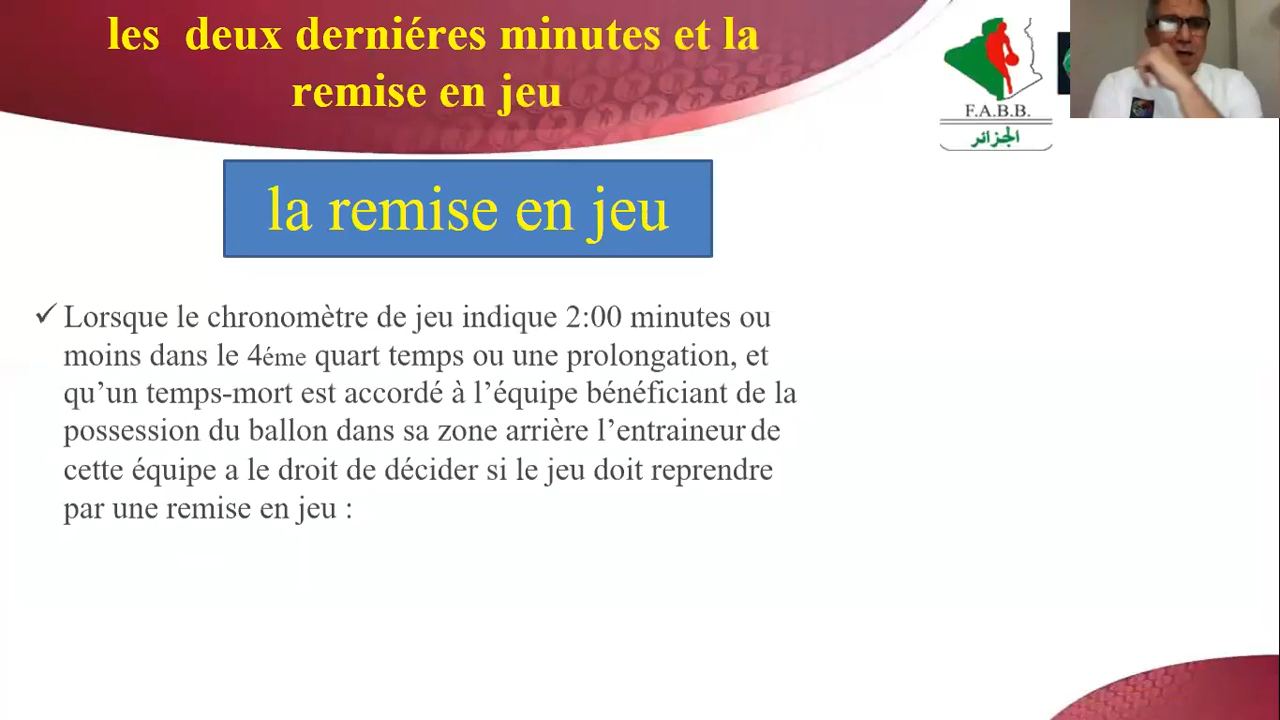 les deux derniéres minutes et la
remise en jeu
F.A.B.B.
الجزائر
la remise en jeu
✓ Lorsque le chronomètre de jeu indique 2:00 minutes ou
moins dans le 4éme quart temps ou une prolongation, et
qu’un temps-mort est accordé à l’équipe bénéficiant de la
possession du ballon dans sa zone arrière l’entraineur de
cette équipe a le droit de décider si le jeu doit reprendre
par une remise en jeu :